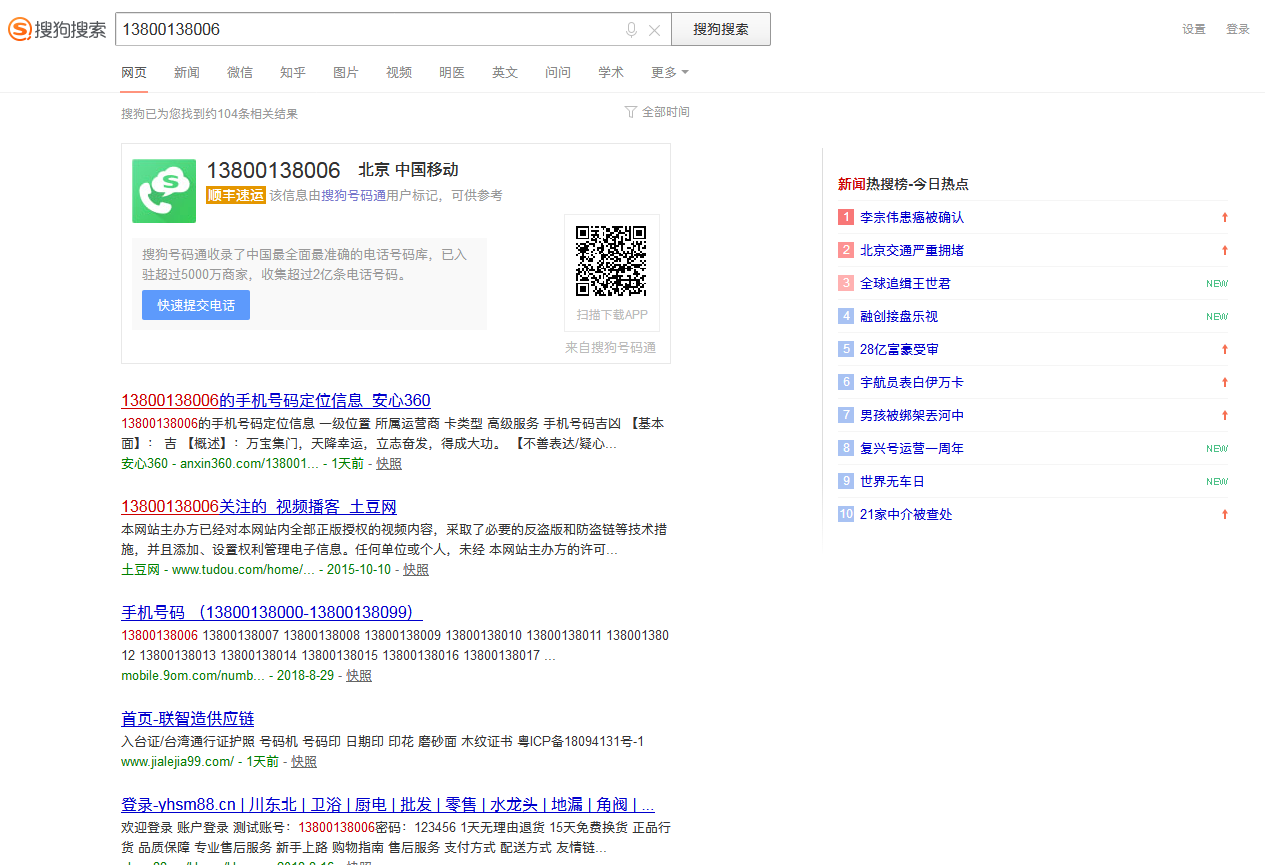 搜狗搜索
13800138006
搜狗搜索
设置 登录
网页 新闻 微信 知乎 图片 视频 明医 英文 问问 学术 更多
搜狗已为您找到约104条相关结果
全部时间
13800138006 北京 中国移动
顺丰速运 该信息由搜狗号码通用户标记，可供参考
搜狗号码通收录了中国最全面最准确的电话号码库，已入
驻超过5000万商家，收集超过2亿条电话号码。
快速提交电话
扫描下载APP
来自搜狗号码通
13800138006的手机号码定位信息_安心360
13800138006的手机号码定位信息 一级位置 所属运营商 卡类型 高级服务 手机号码吉凶 【基本
面】： 吉 【概述】：万宝集门，天降幸运，立志奋发，得成大功。 【不善表达/疑心...
安心360 - anxin360.com/138001... - 1天前 - 快照
13800138006关注的_视频播客_土豆网
本网站主办方已经对本网站内全部正版授权的视频内容，采取了必要的反盗版和防盗链等技术措
施，并且添加、设置权利管理电子信息。任何单位或个人，未经 本网站主办方的许可...
土豆网 - www.tudou.com/home/... - 2015-10-10 - 快照
手机号码 （13800138000-13800138099）
13800138006 13800138007 13800138008 13800138009 13800138010 13800138011 138001380
12 13800138013 13800138014 13800138015 13800138016 13800138017 ...
mobile.9om.com/numb... - 2018-8-29 - 快照
首页-联智造供应链
入台证/台湾通行证护照 号码机 号码印 日期印 印花 磨砂面 木纹证书 粤ICP备18094131号-1
www.jialejia99.com/ - 1天前 - 快照
登录-yhsm88.cn | 川东北 | 卫浴 | 厨电 | 批发 | 零售 | 水龙头 | 地漏 | 角阀 | ...
欢迎登录 账户登录 测试账号：13800138006密码：123456 1天无理由退货 15天免费换货 正品行
货 品质保障 专业售后服务 新手上路 购物指南 售后服务 支付方式 配送方式 友情链...
新闻热搜榜-今日热点
1 李宗伟患癌被确认
2 北京交通严重拥堵
3 全球追缉王世君 NEW
4 融创接盘乐视 NEW
5 28亿富豪受审
6 宇航员表白伊万卡
7 男孩被绑架丢河中
8 复兴号运营一周年 NEW
9 世界无车日 NEW
10 21家中介被查处